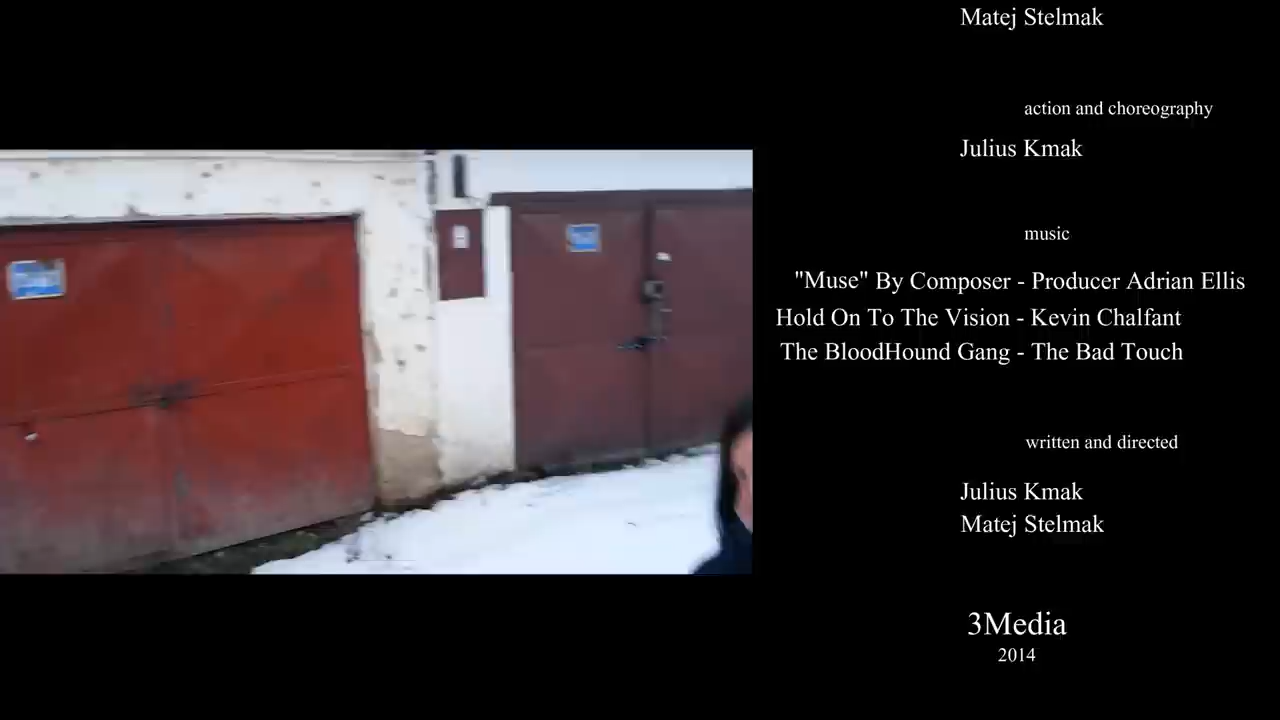 Matej Stelmak
action and choreography
Julius Kmak
music
"Muse" By Composer - Producer Adrian Ellis
Hold On To The Vision - Kevin Chalfant
The BloodHound Gang - The Bad Touch
written and directed
Julius Kmak
Matej Stelmak
3Media
2014